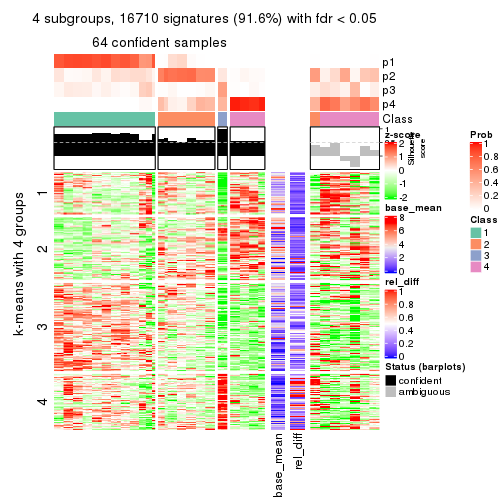 4 subgroups, 16710 signatures (91.6%) with fdr < 0.05
64 confident samples
p1
p2
p3
p4
Class
1
Silhouette
score
z-score
2
1
0
-1
-2
base_mean
8
6
4
2
0
rel_diff
1
0.8
0.6
0.4
0.2
0
Status (barplots)
confident
ambiguous
Prob
1
0.8
0.6
0.4
0.2
0
Class
1
2
3
4
k-means with 4 groups
1
2
3
4
base_mean
rel_diff